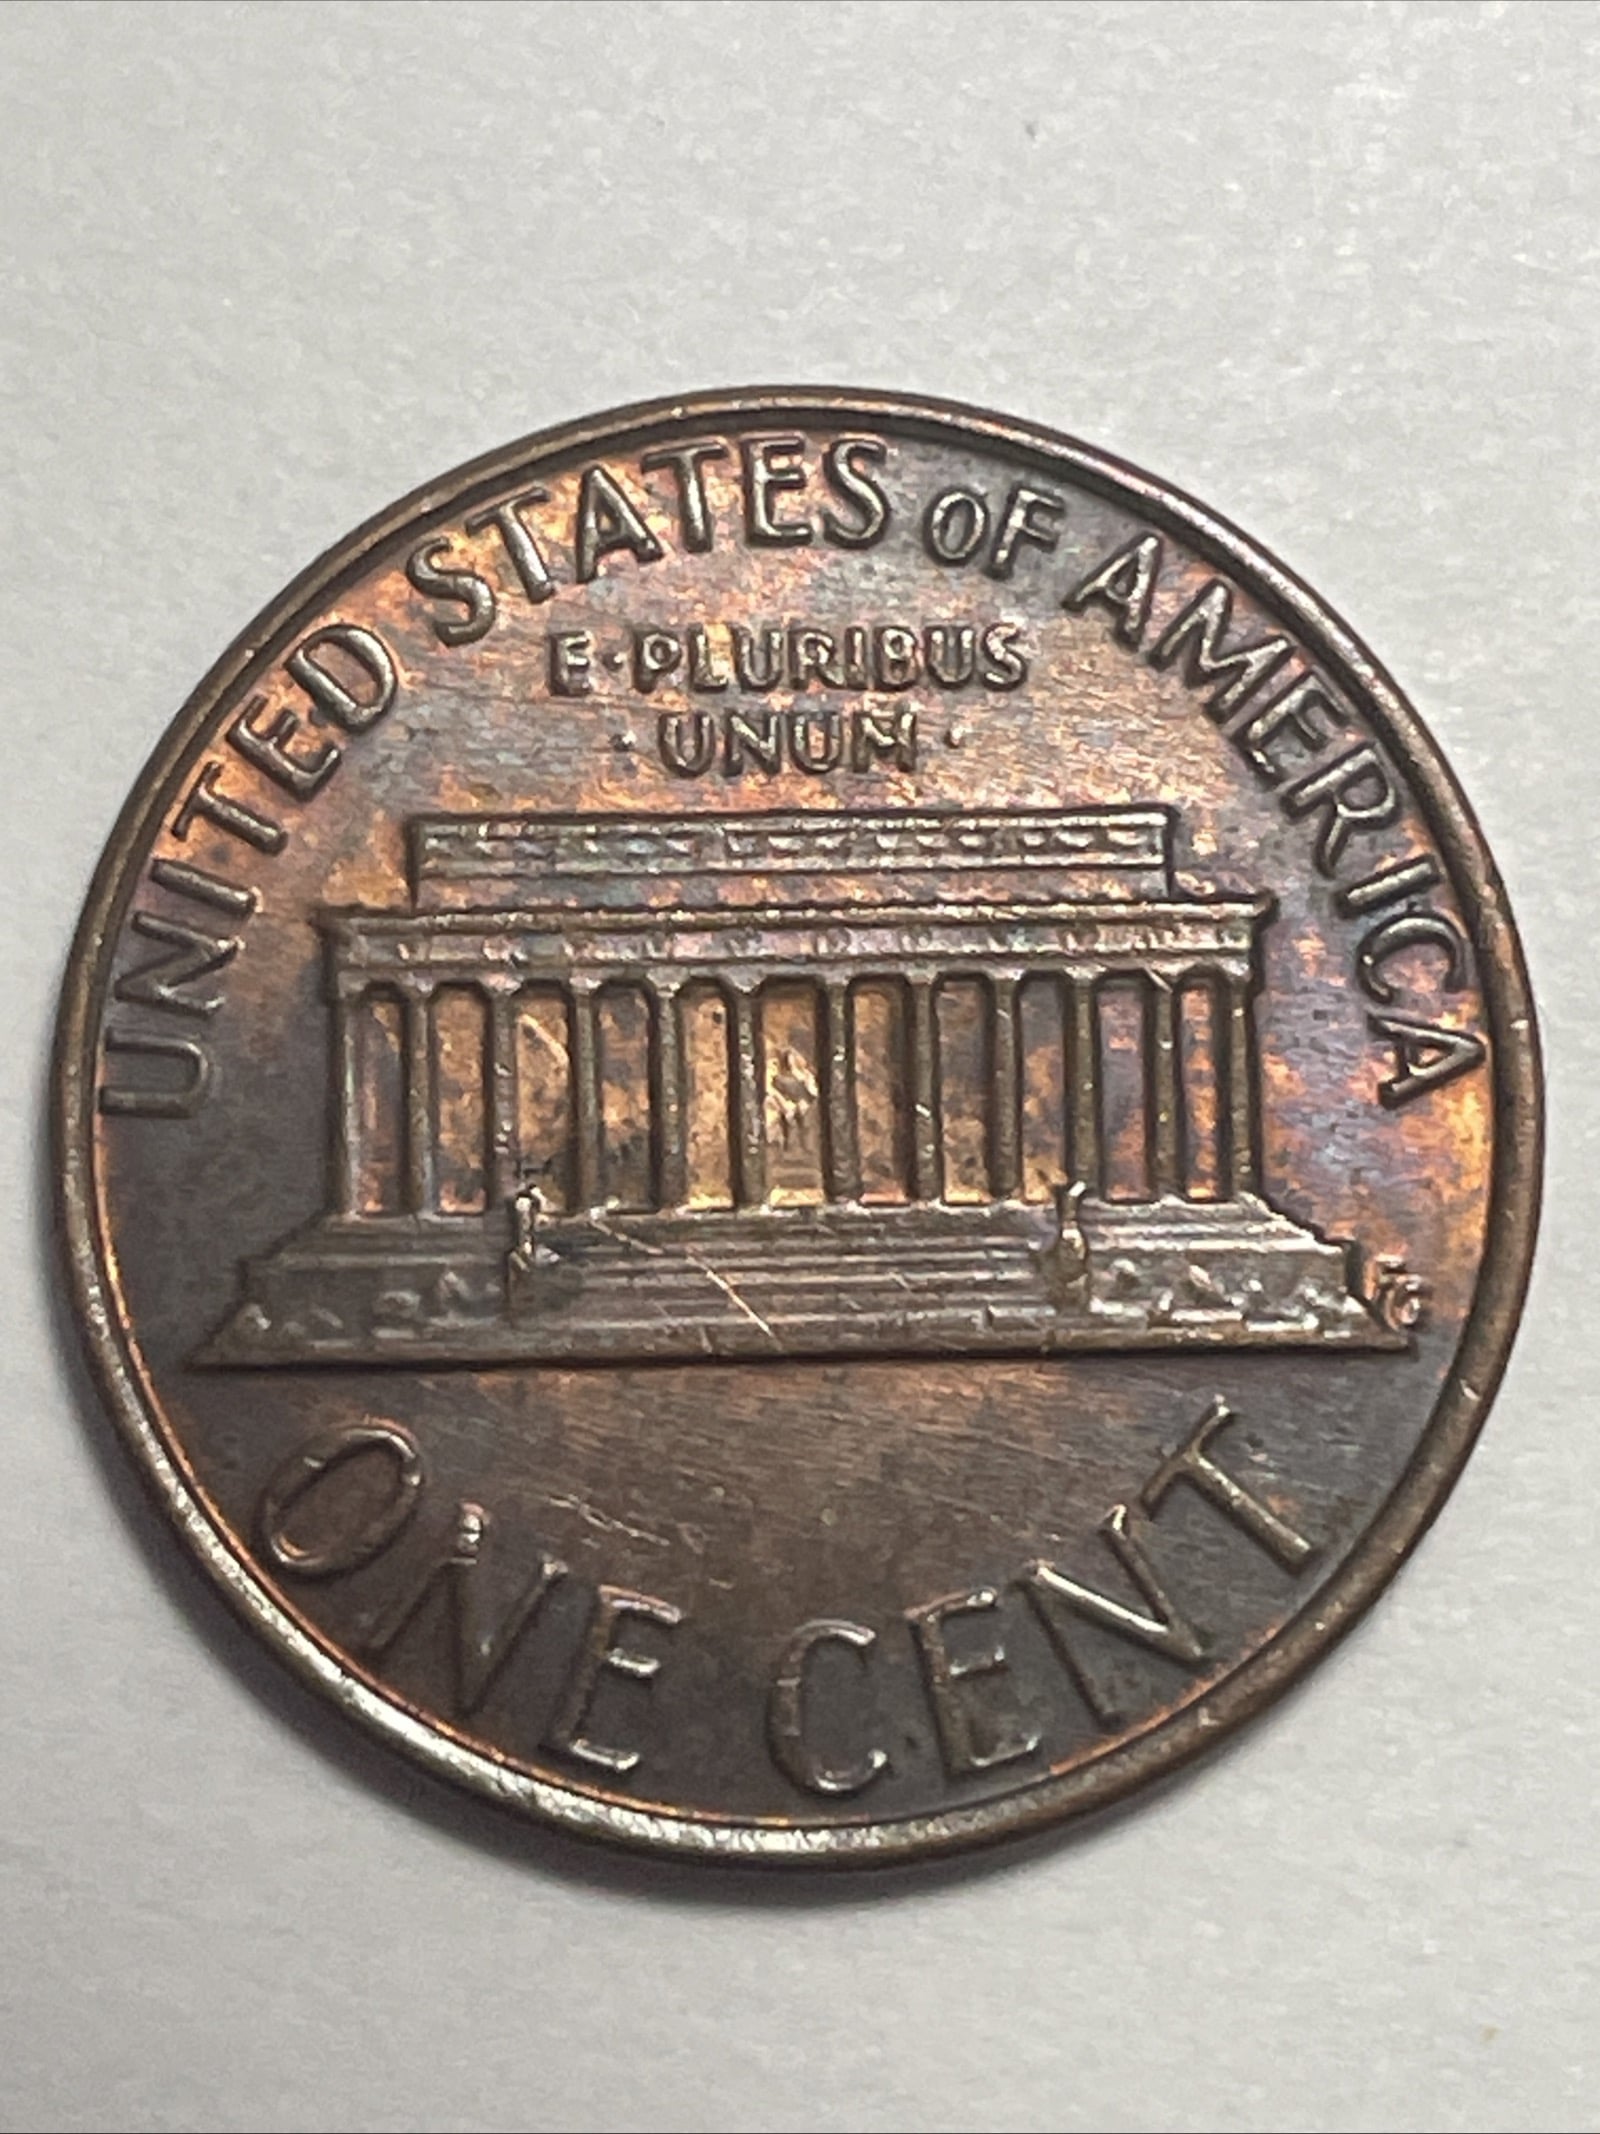 UNITED STATES OF AMERICA
E·PLURIBUS
·UNUM·
FG
ONE CENT